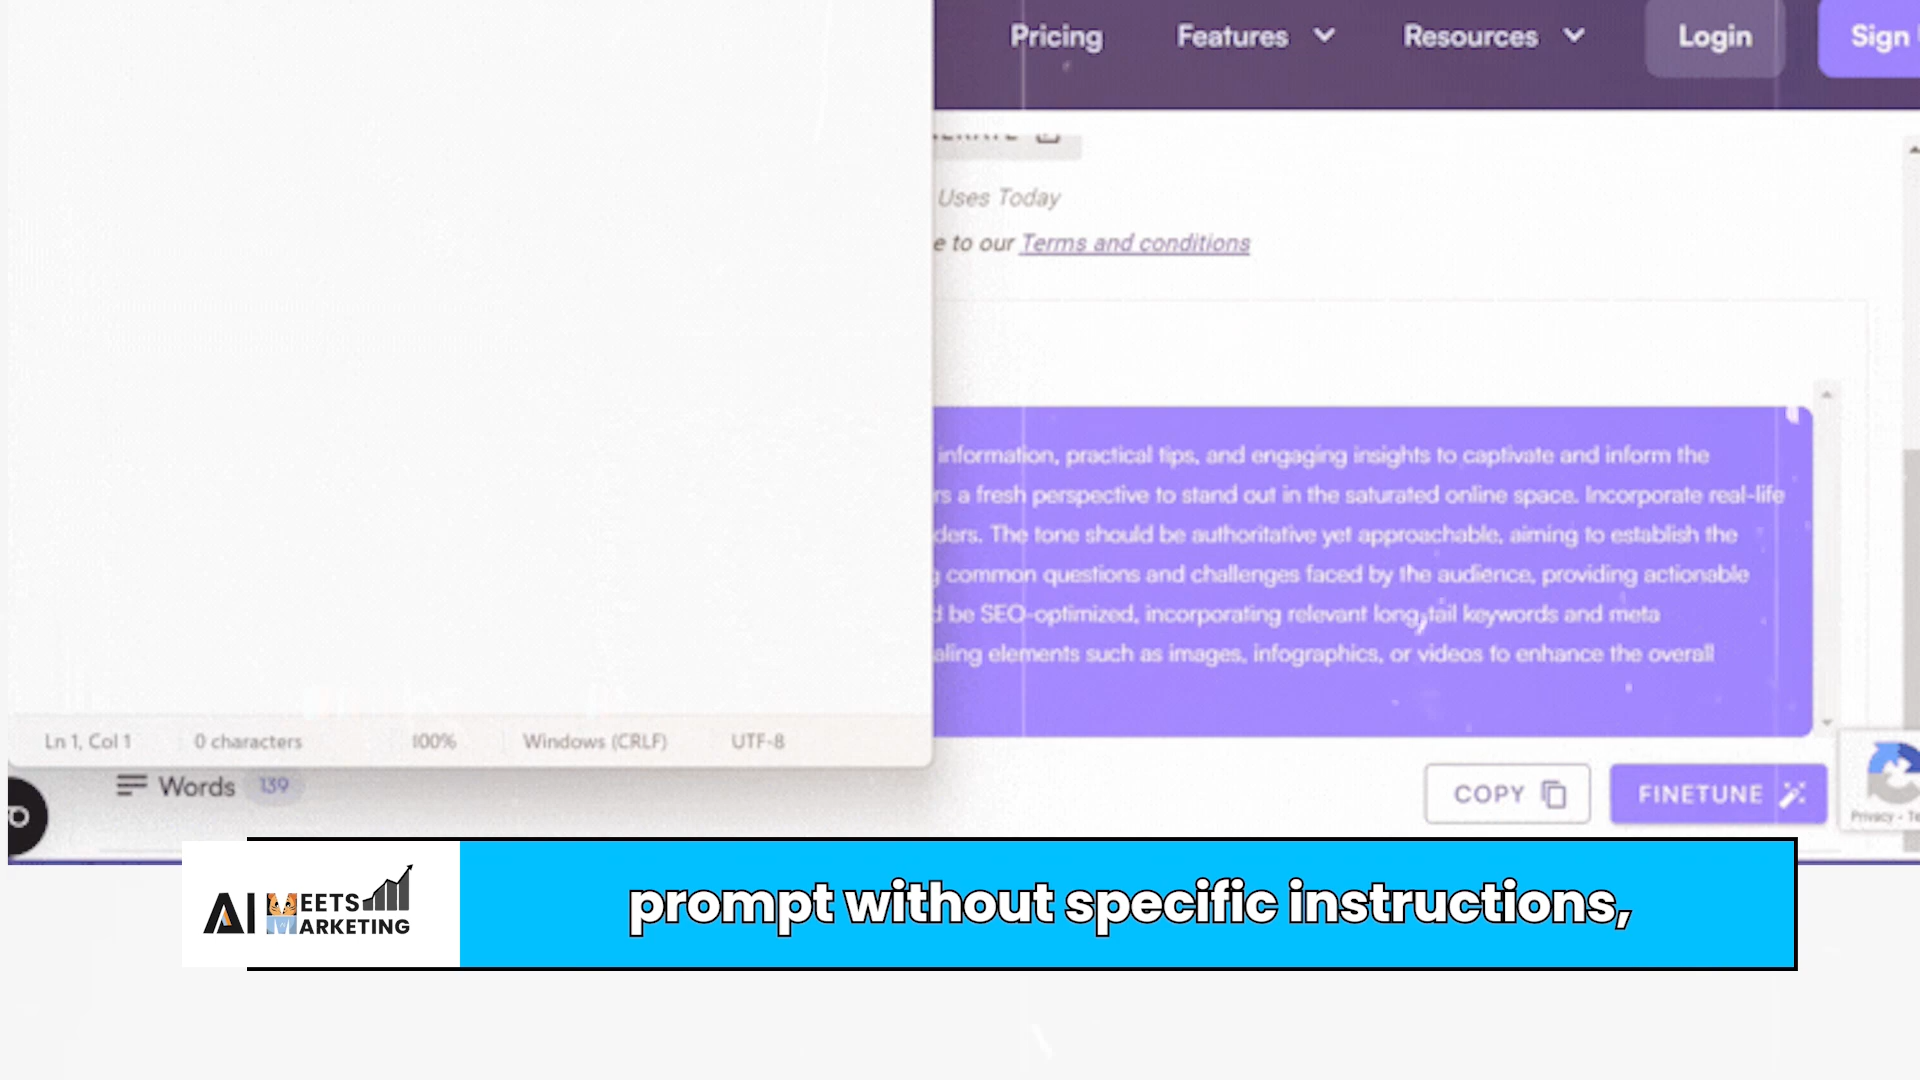 Pricing Features Resources Login Sign
Uses Today
e to our Terms and conditions
information, practical tips, and engaging insights to captivate and inform the
rs a fresh perspective to stand out in the saturated online space. Incorporate real-life
ders. The tone should be authoritative yet approachable, aiming to establish the
g common questions and challenges faced by the audience, providing actionable
d be SEO-optimized, incorporating relevant long-tail keywords and meta
aling elements such as images, infographics, or videos to enhance the overall
Ln 1, Col 1 0 characters 100% Windows (CRLF) UTF-8
Words 139
COPY FINETUNE
Privacy - Te
AI MEETS
MARKETING
prompt without specific instructions,